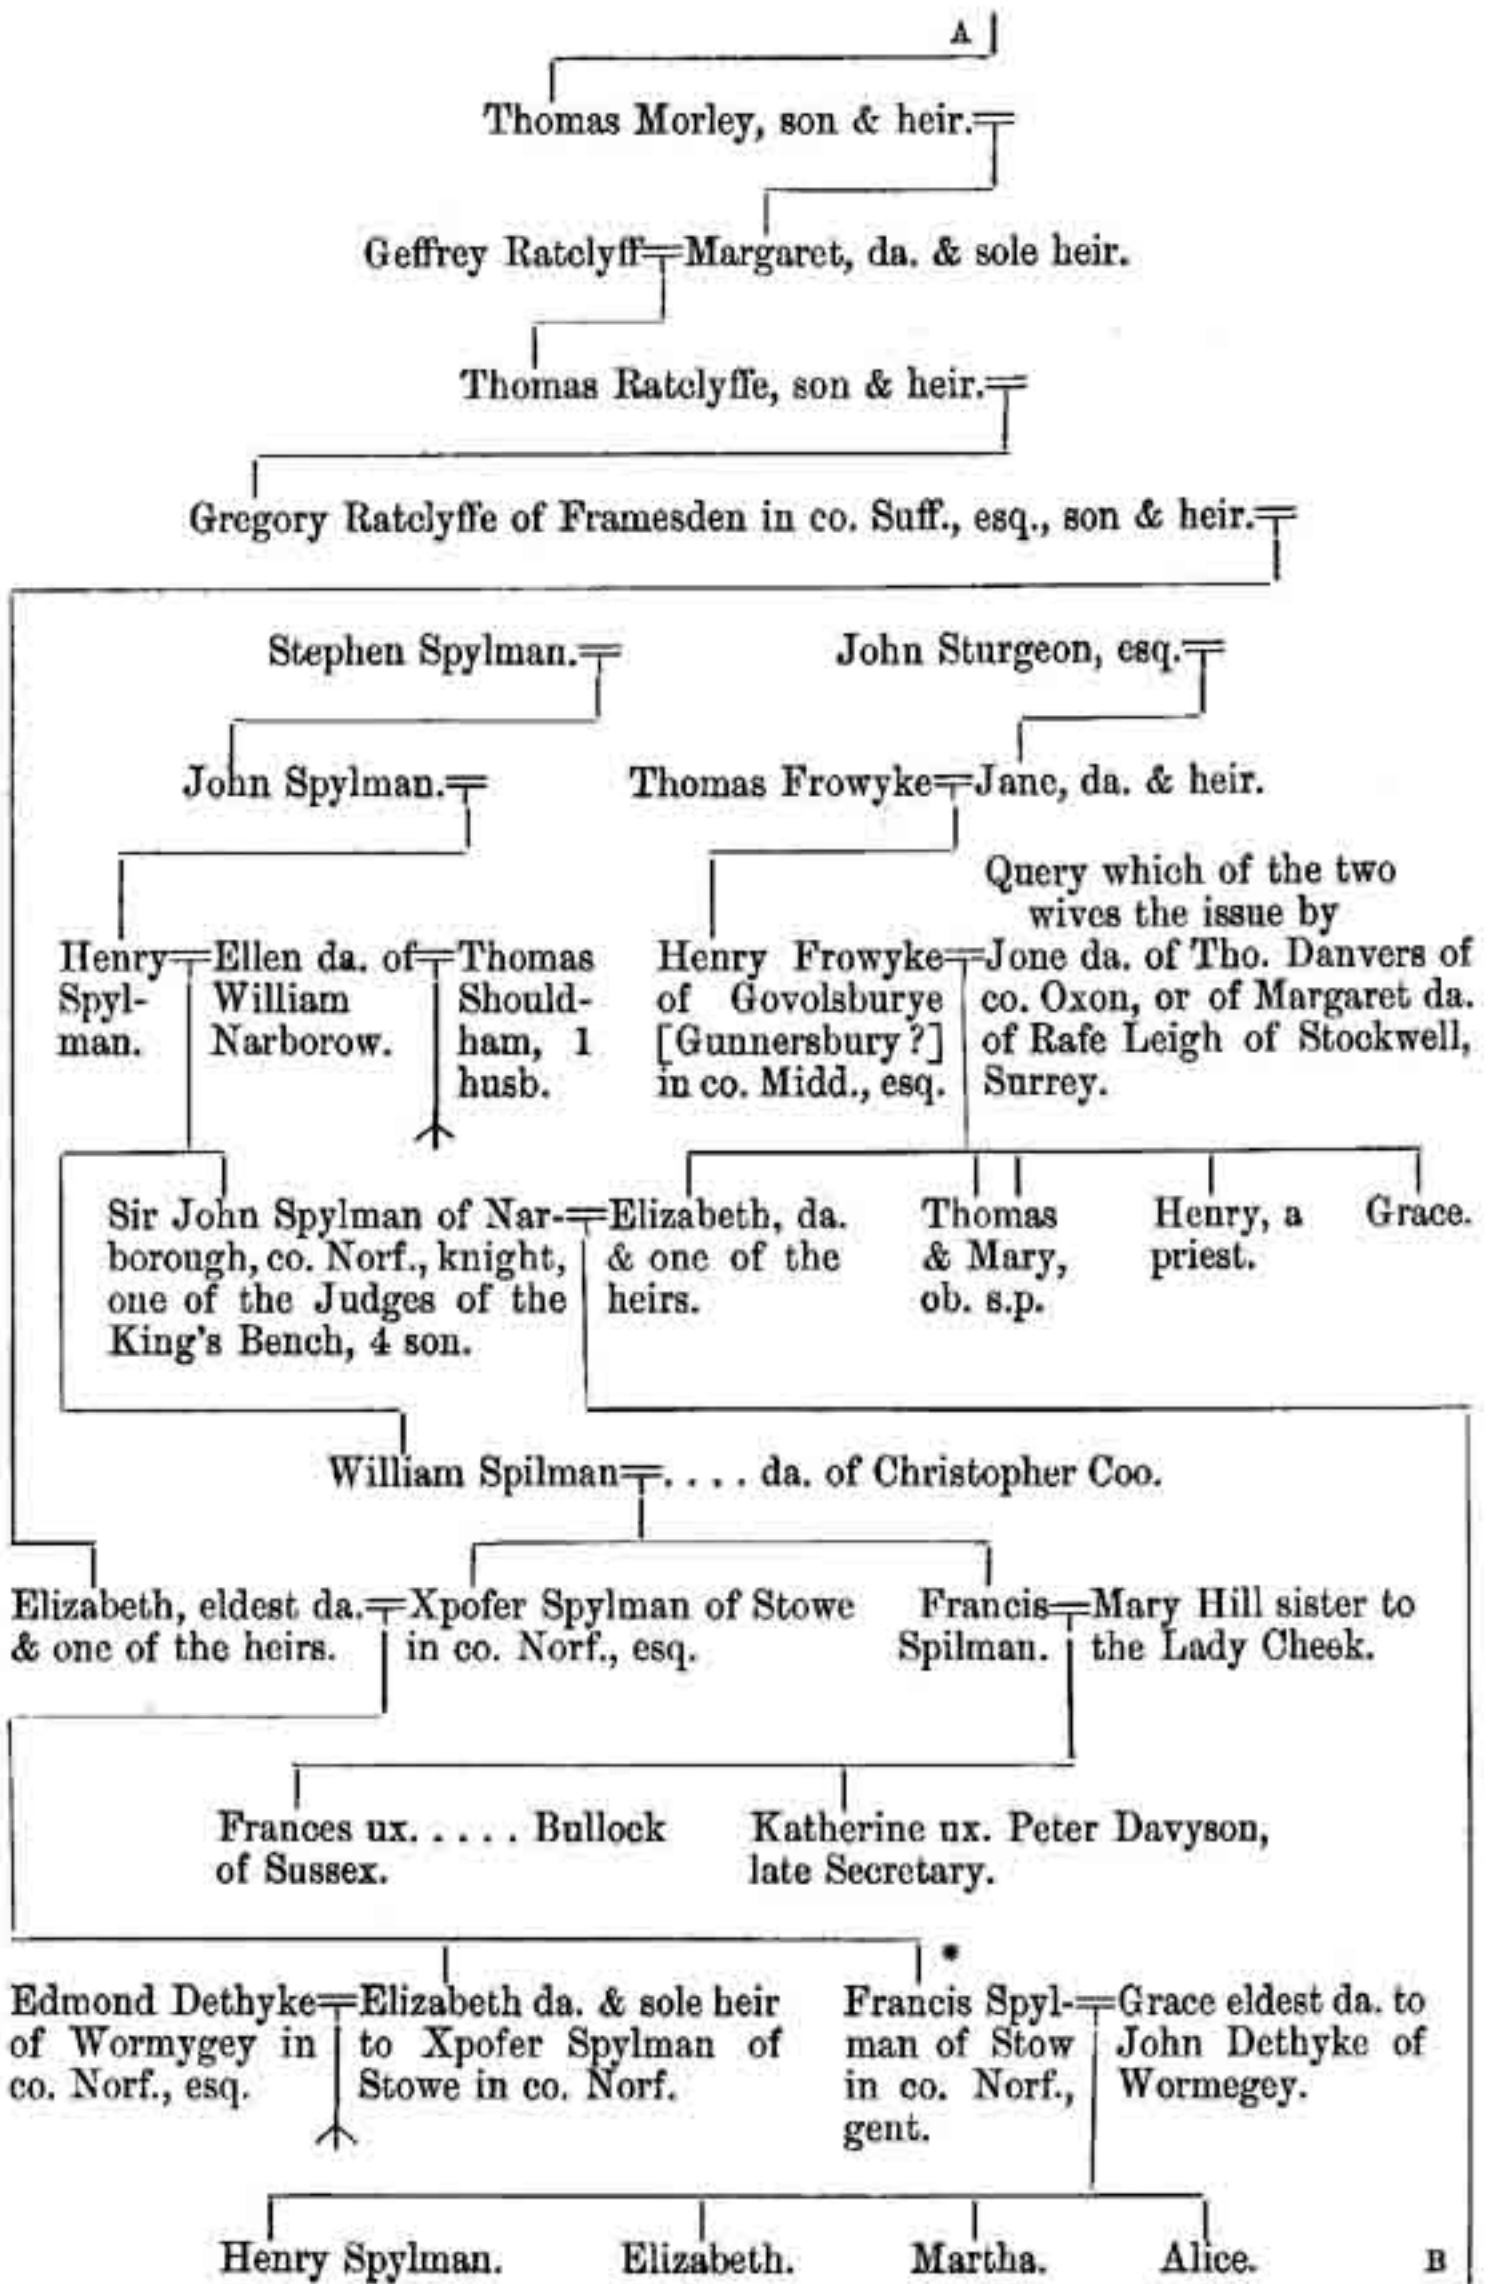 A
Thomas Morley, son & heir.
Geffrey Ratclyff
Margaret, da. & sole heir.
Thomas Ratclyffe, son & heir.
Gregory Ratclyffe of Framesden in co. Suff., esq., son & heir.
Stephen Spylman.
John Sturgeon, esq.
John Spylman.
Thomas Frowyke
Jane, da. & heir.
Query which of the two
wives the issue by
Henry
Spyl-
man.
Ellen da. of
William
Narborow.
Thomas
Should-
ham, 1
husb.
Henry Frowyke
of Govolsburye
[Gunnersbury?]
in co. Midd., esq.
Jone da. of Tho. Danvers of
co. Oxon, or of Margaret da.
of Rafe Leigh of Stockwell,
Surrey.
Sir John Spylman of Nar-
borough, co. Norf., knight,
one of the Judges of the
King's Bench, 4 son.
Elizabeth, da.
& one of the
heirs.
Thomas
& Mary,
ob. s.p.
Henry, a
priest.
Grace.
William Spilman
. . . . da. of Christopher Coo.
Elizabeth, eldest da.
& one of the heirs.
Xpofer Spylman of Stowe
in co. Norf., esq.
Francis
Spilman.
Mary Hill sister to
the Lady Cheek.
Frances ux. . . . . . Bullock
of Sussex.
Katherine ux. Peter Davyson,
late Secretary.
*
Edmond Dethyke
of Wormygey in
co. Norf., esq.
Elizabeth da. & sole heir
to Xpofer Spylman of
Stowe in co. Norf.
Francis Spyl-
man of Stow
in co. Norf.,
gent.
Grace eldest da. to
John Dethyke of
Wormegey.
Henry Spylman.
Elizabeth.
Martha.
Alice.
B